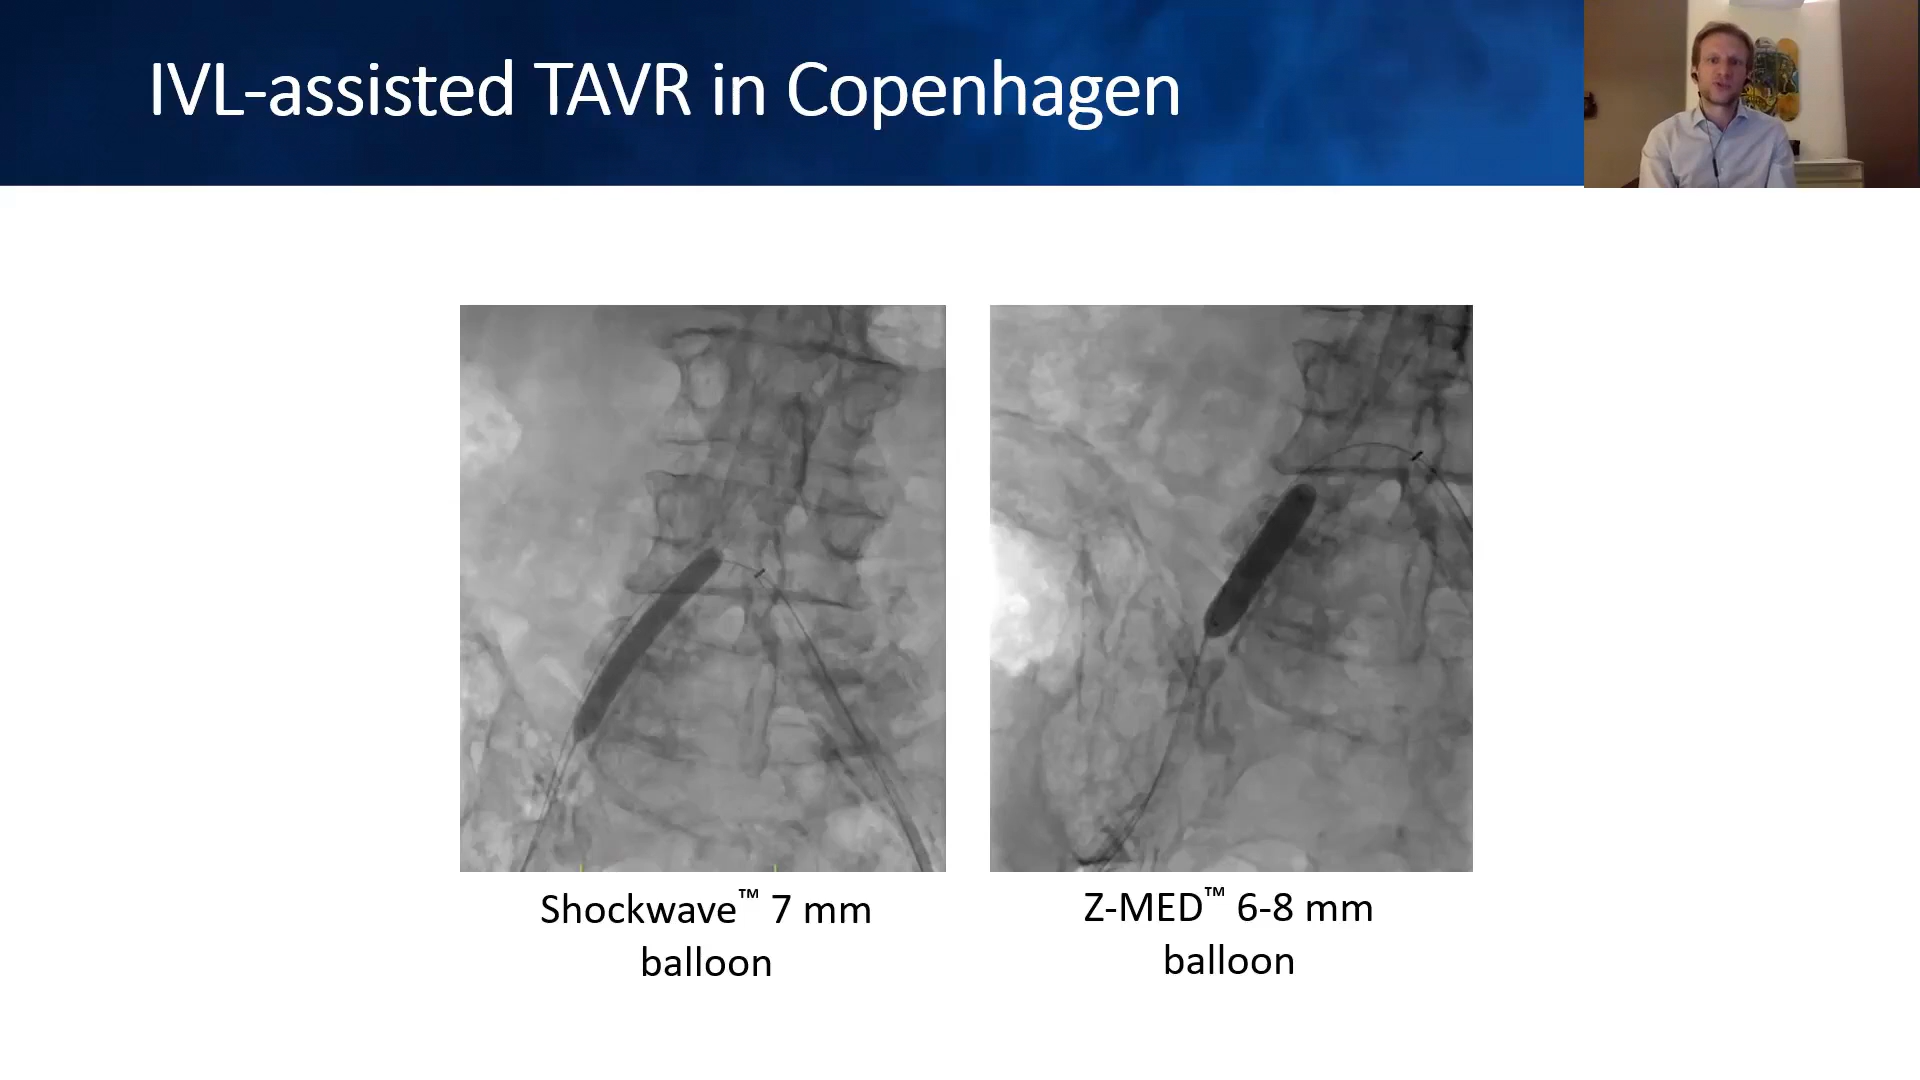 IVL-assisted TAVR in Copenhagen
Shockwave™ 7 mm
balloon
Z-MED™ 6-8 mm
balloon